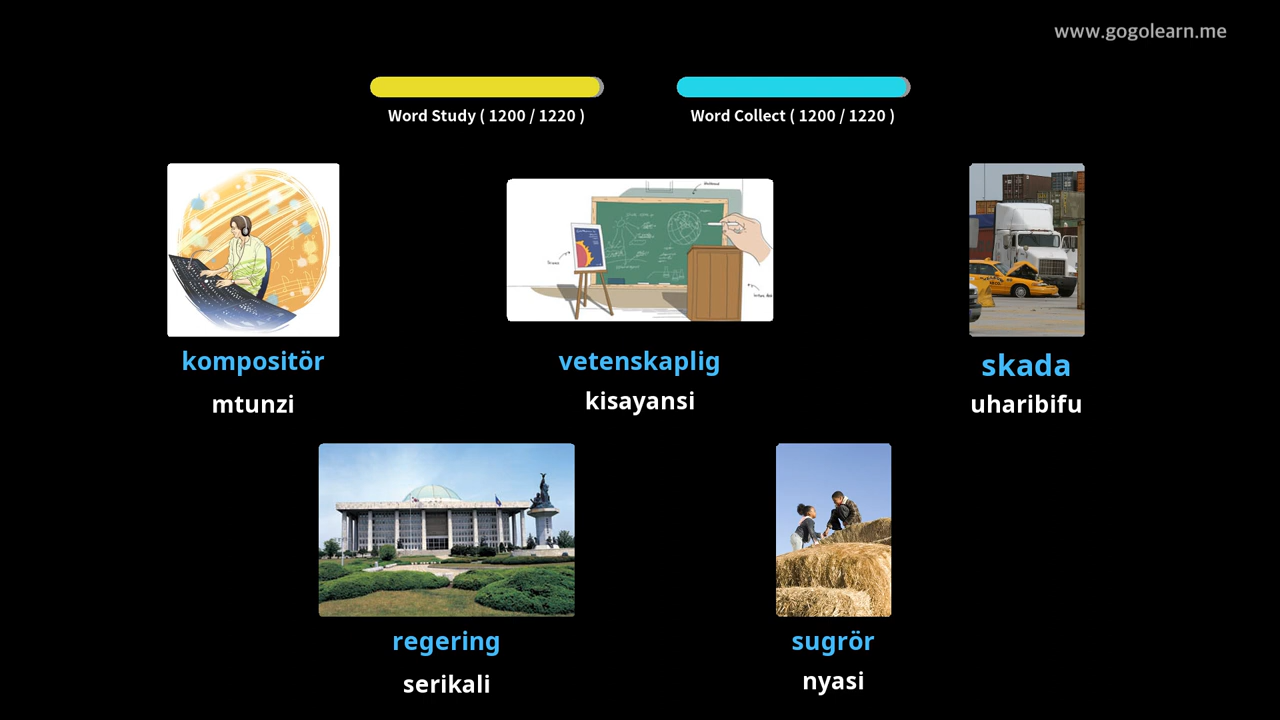 www.gogolearn.me
Word Study ( 1200 / 1220 )
Word Collect ( 1200 / 1220 )
kompositör
vetenskaplig
skada
mtunzi
kisayansi
uharibifu
regering
sugrör
serikali
nyasi